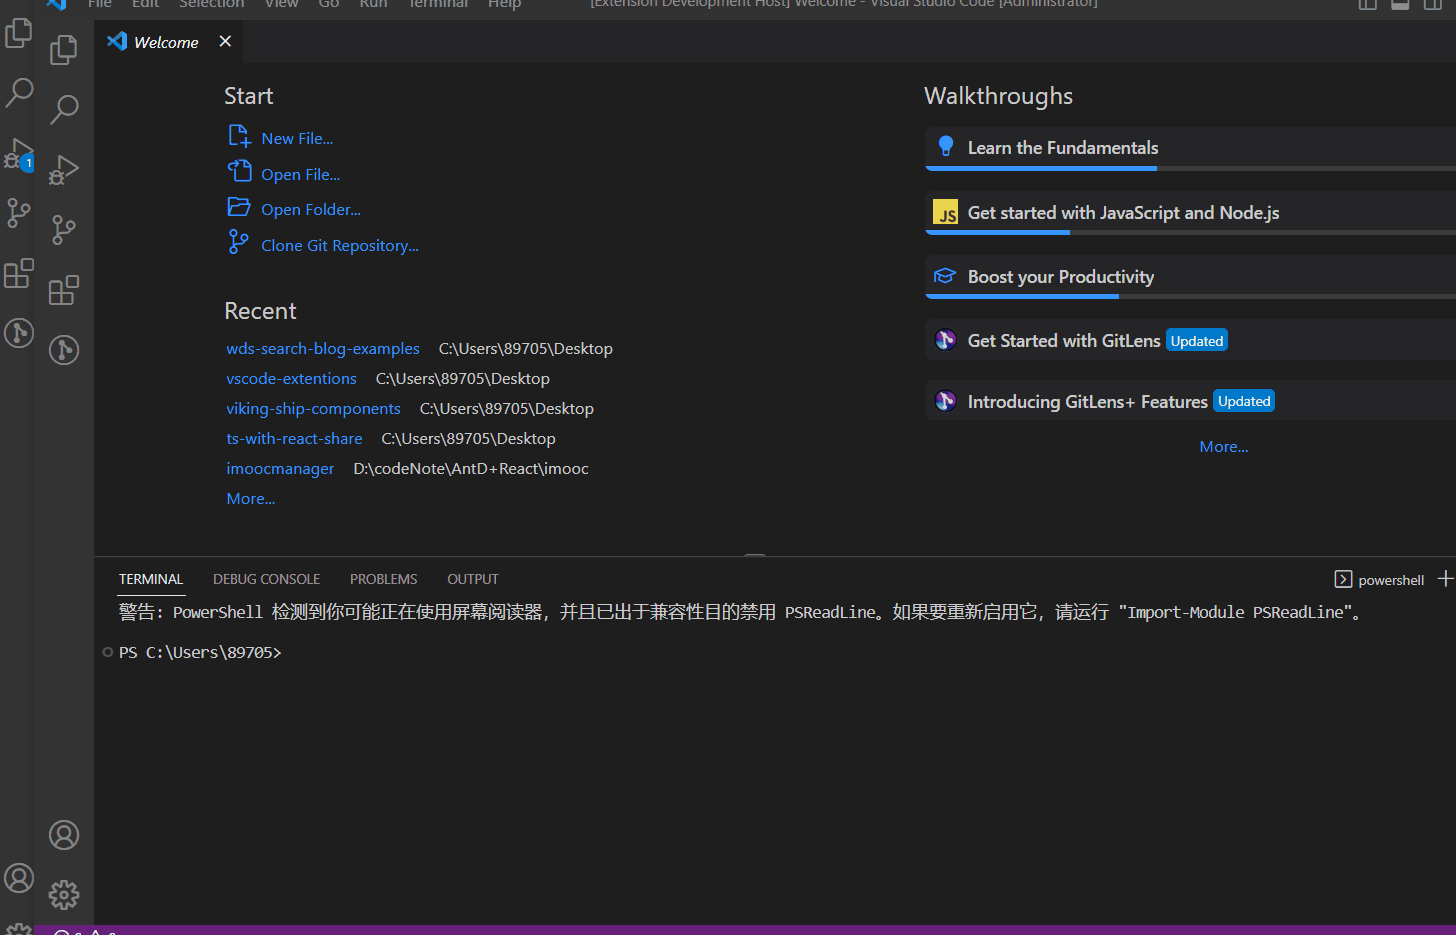 File Edit Selection View Go Run Terminal Help [Extension Development Host] Welcome - Visual Studio Code [Administrator]
Welcome
Start
New File...
Open File...
Open Folder...
Clone Git Repository...
Recent
wds-search-blog-examples C:\Users\89705\Desktop
vscode-extentions C:\Users\89705\Desktop
viking-ship-components C:\Users\89705\Desktop
ts-with-react-share C:\Users\89705\Desktop
imoocmanager D:\codeNote\AntD+React\imooc
More...
Walkthroughs
Learn the Fundamentals
JS Get started with JavaScript and Node.js
Boost your Productivity
Get Started with GitLens Updated
Introducing GitLens+ Features Updated
More...
1
TERMINAL DEBUG CONSOLE PROBLEMS OUTPUT powershell
警告: PowerShell 检测到你可能正在使用屏幕阅读器，并且已出于兼容性目的禁用 PSReadLine。如果要重新启用它，请运行 "Import-Module PSReadLine"。
PS C:\Users\89705>